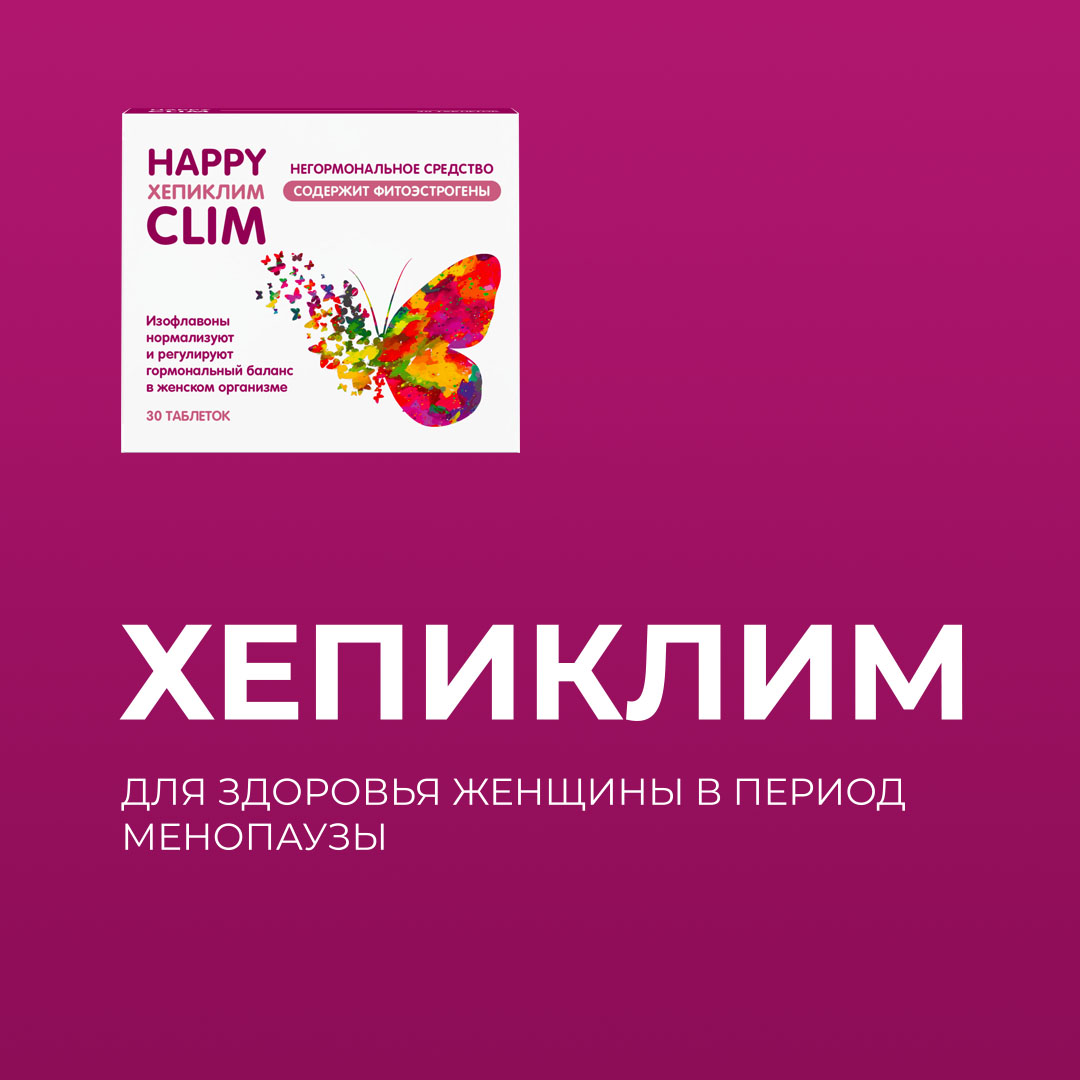 HAPPY
ХЕПИКЛИМ
CLIM
НЕГОРМОНАЛЬНОЕ СРЕДСТВО
СОДЕРЖИТ ФИТОЭСТРОГЕНЫ
Изофлавоны
нормализуют
и регулируют
гормональный баланс
в женском организме
30 ТАБЛЕТОК
ХЕПИКЛИМ
ДЛЯ ЗДОРОВЬЯ ЖЕНЩИНЫ В ПЕРИОД
МЕНОПАУЗЫ